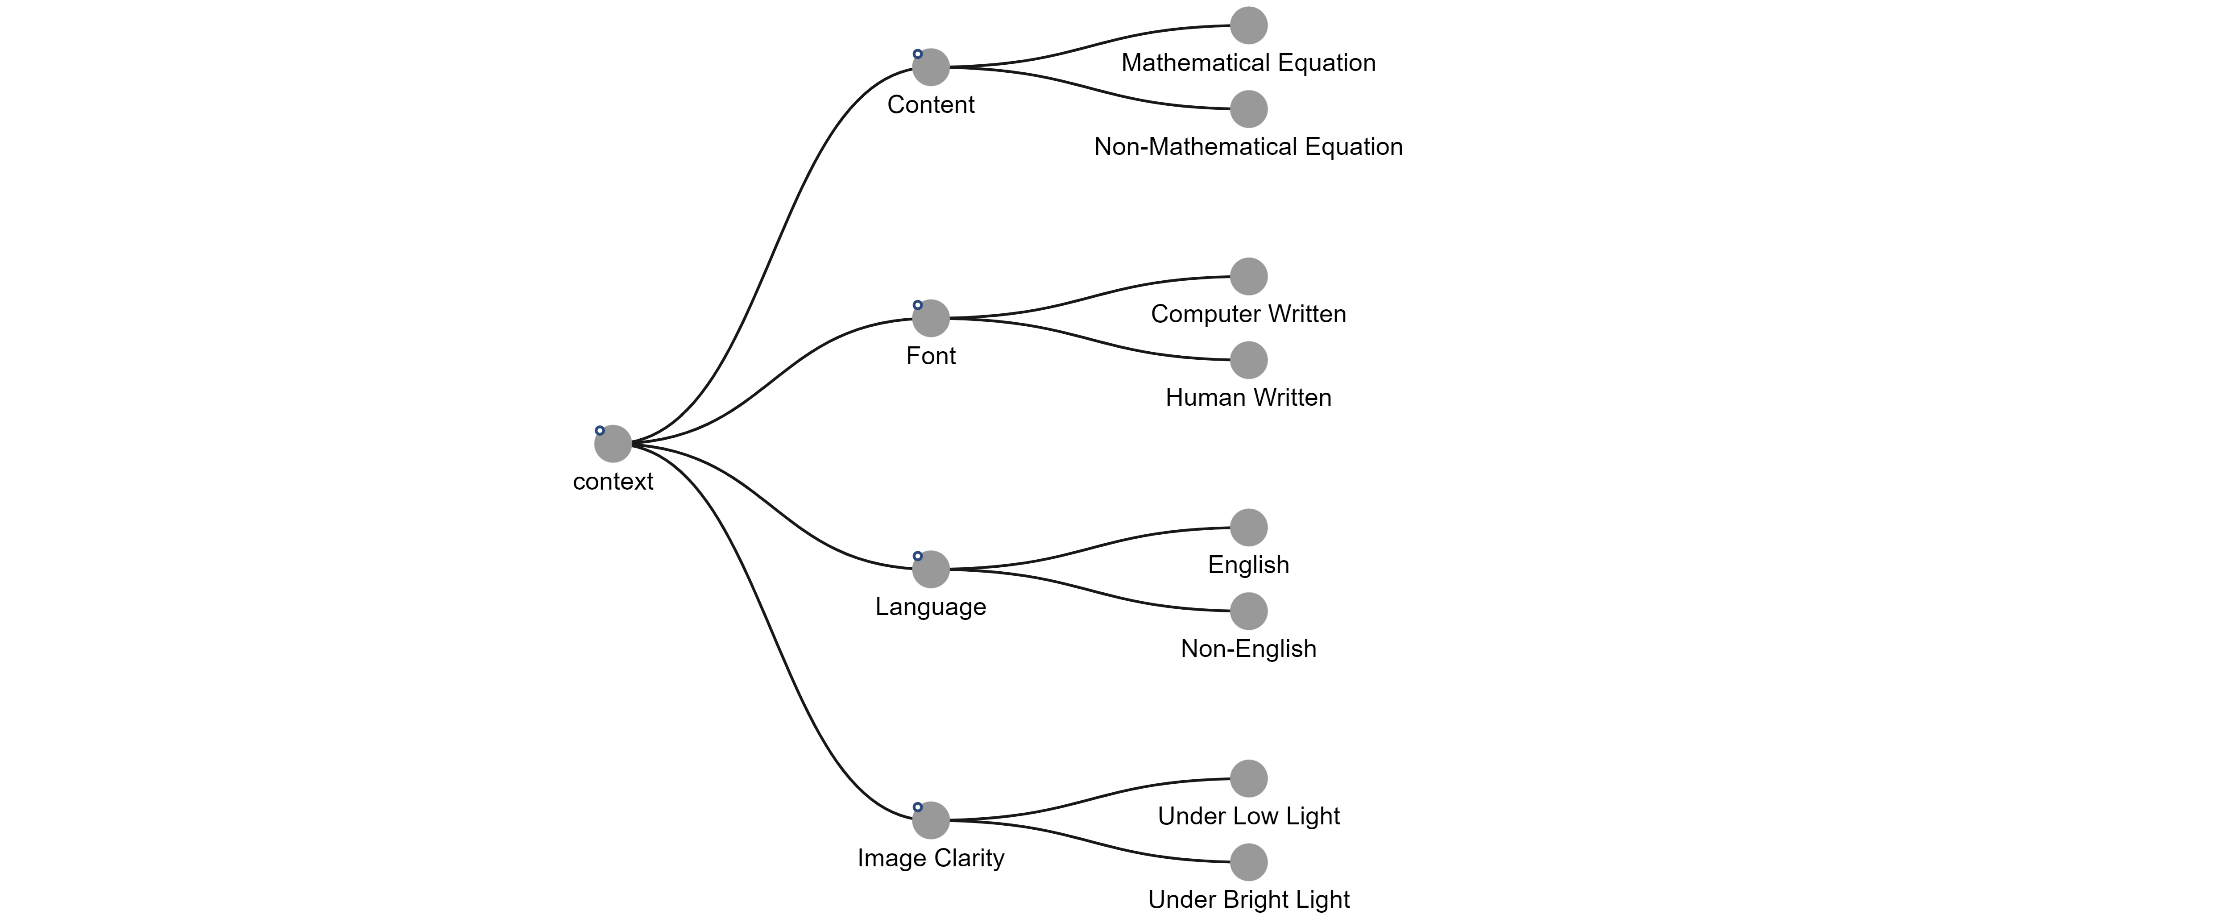 Mathematical Equation
Content
Non-Mathematical Equation
Computer Written
Font
Human Written
context
English
Language
Non-English
Under Low Light
Image Clarity
Under Bright Light